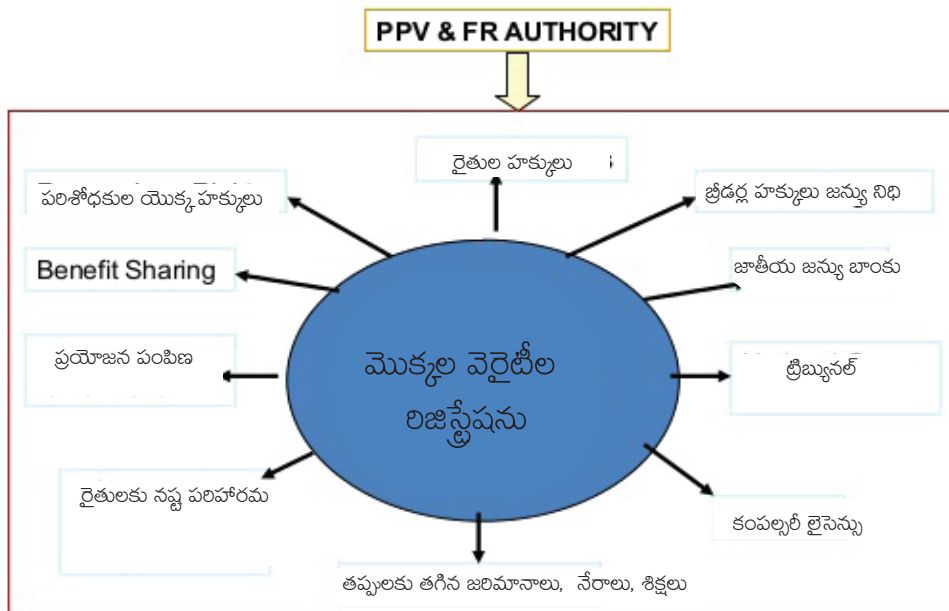 PPV & FR AUTHORITY
రైతుల హక్కులు
పరిశోధకుల యొక్క హక్కులు
బ్రీడర్ల హక్కులు జన్యు నిధి
Benefit Sharing
జాతీయ జన్యు బాంకు
ప్రయోజన పంపిణ
మొక్కల వెరైటీల
రిజిస్ట్రేషను
ట్రిబ్యునల్
రైతులకు నష్ట పరిహారమ
కంపల్సరీ లైసెన్సు
తప్పులకు తగిన జరిమానాలు, నేరాలు, శిక్షలు